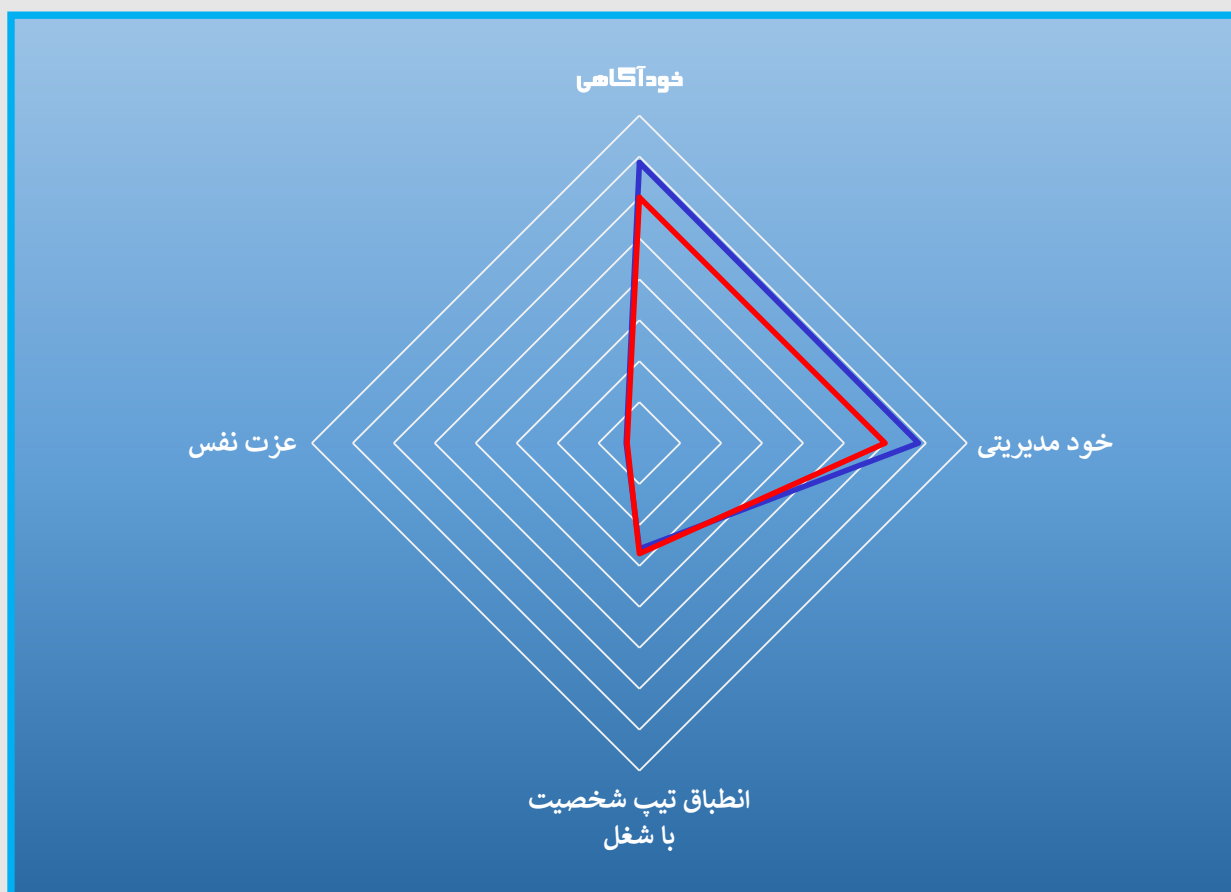 خودآگاهی
خود مدیریتی
عزت نفس
انطباق تیپ شخصیت
با شغل